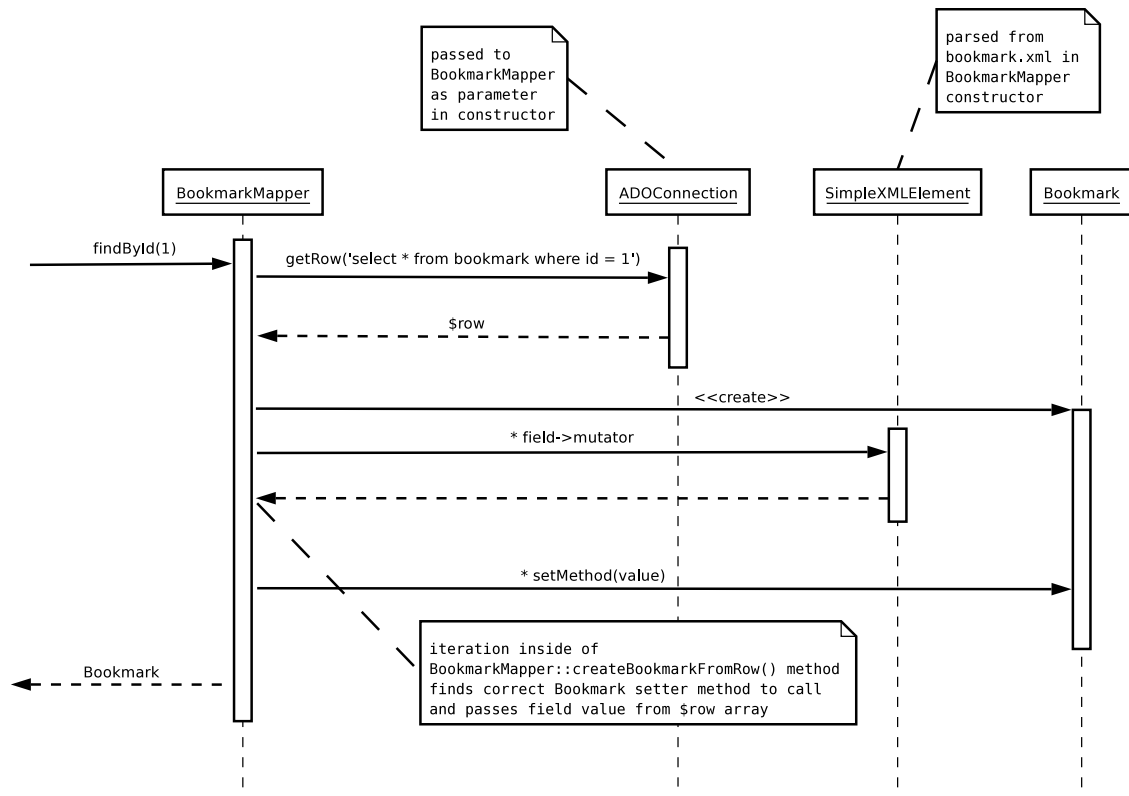 passed to
BookmarkMapper
as parameter
in constructor
parsed from
bookmark.xml in
BookmarkMapper
constructor
BookmarkMapper
ADOConnection
SimpleXMLElement
Bookmark
findById(1)
getRow('select * from bookmark where id = 1')
$row
<<create>>
* field->mutator
* setMethod(value)
iteration inside of
BookmarkMapper::createBookmarkFromRow() method
finds correct Bookmark setter method to call
and passes field value from $row array
Bookmark